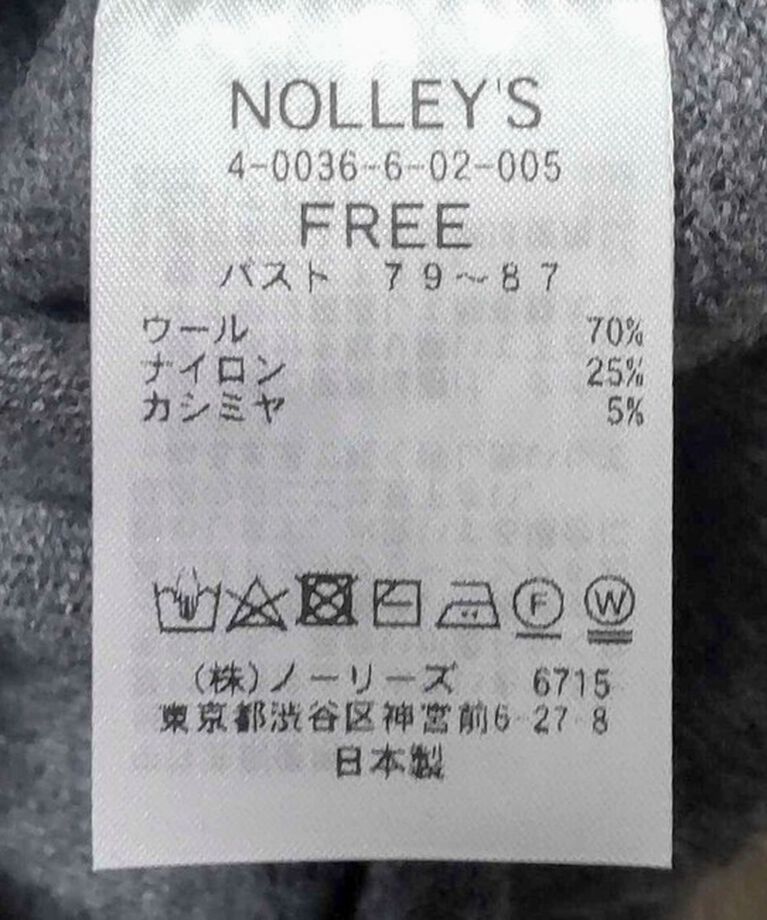 NOLLEY'S
4-0036-6-02-005
FREE
バスト 79～87
ウール 70%
ナイロン 25%
カシミヤ 5%
F W
(株)ノーリーズ 6715
東京都渋谷区神宮前6-27-8
日本製